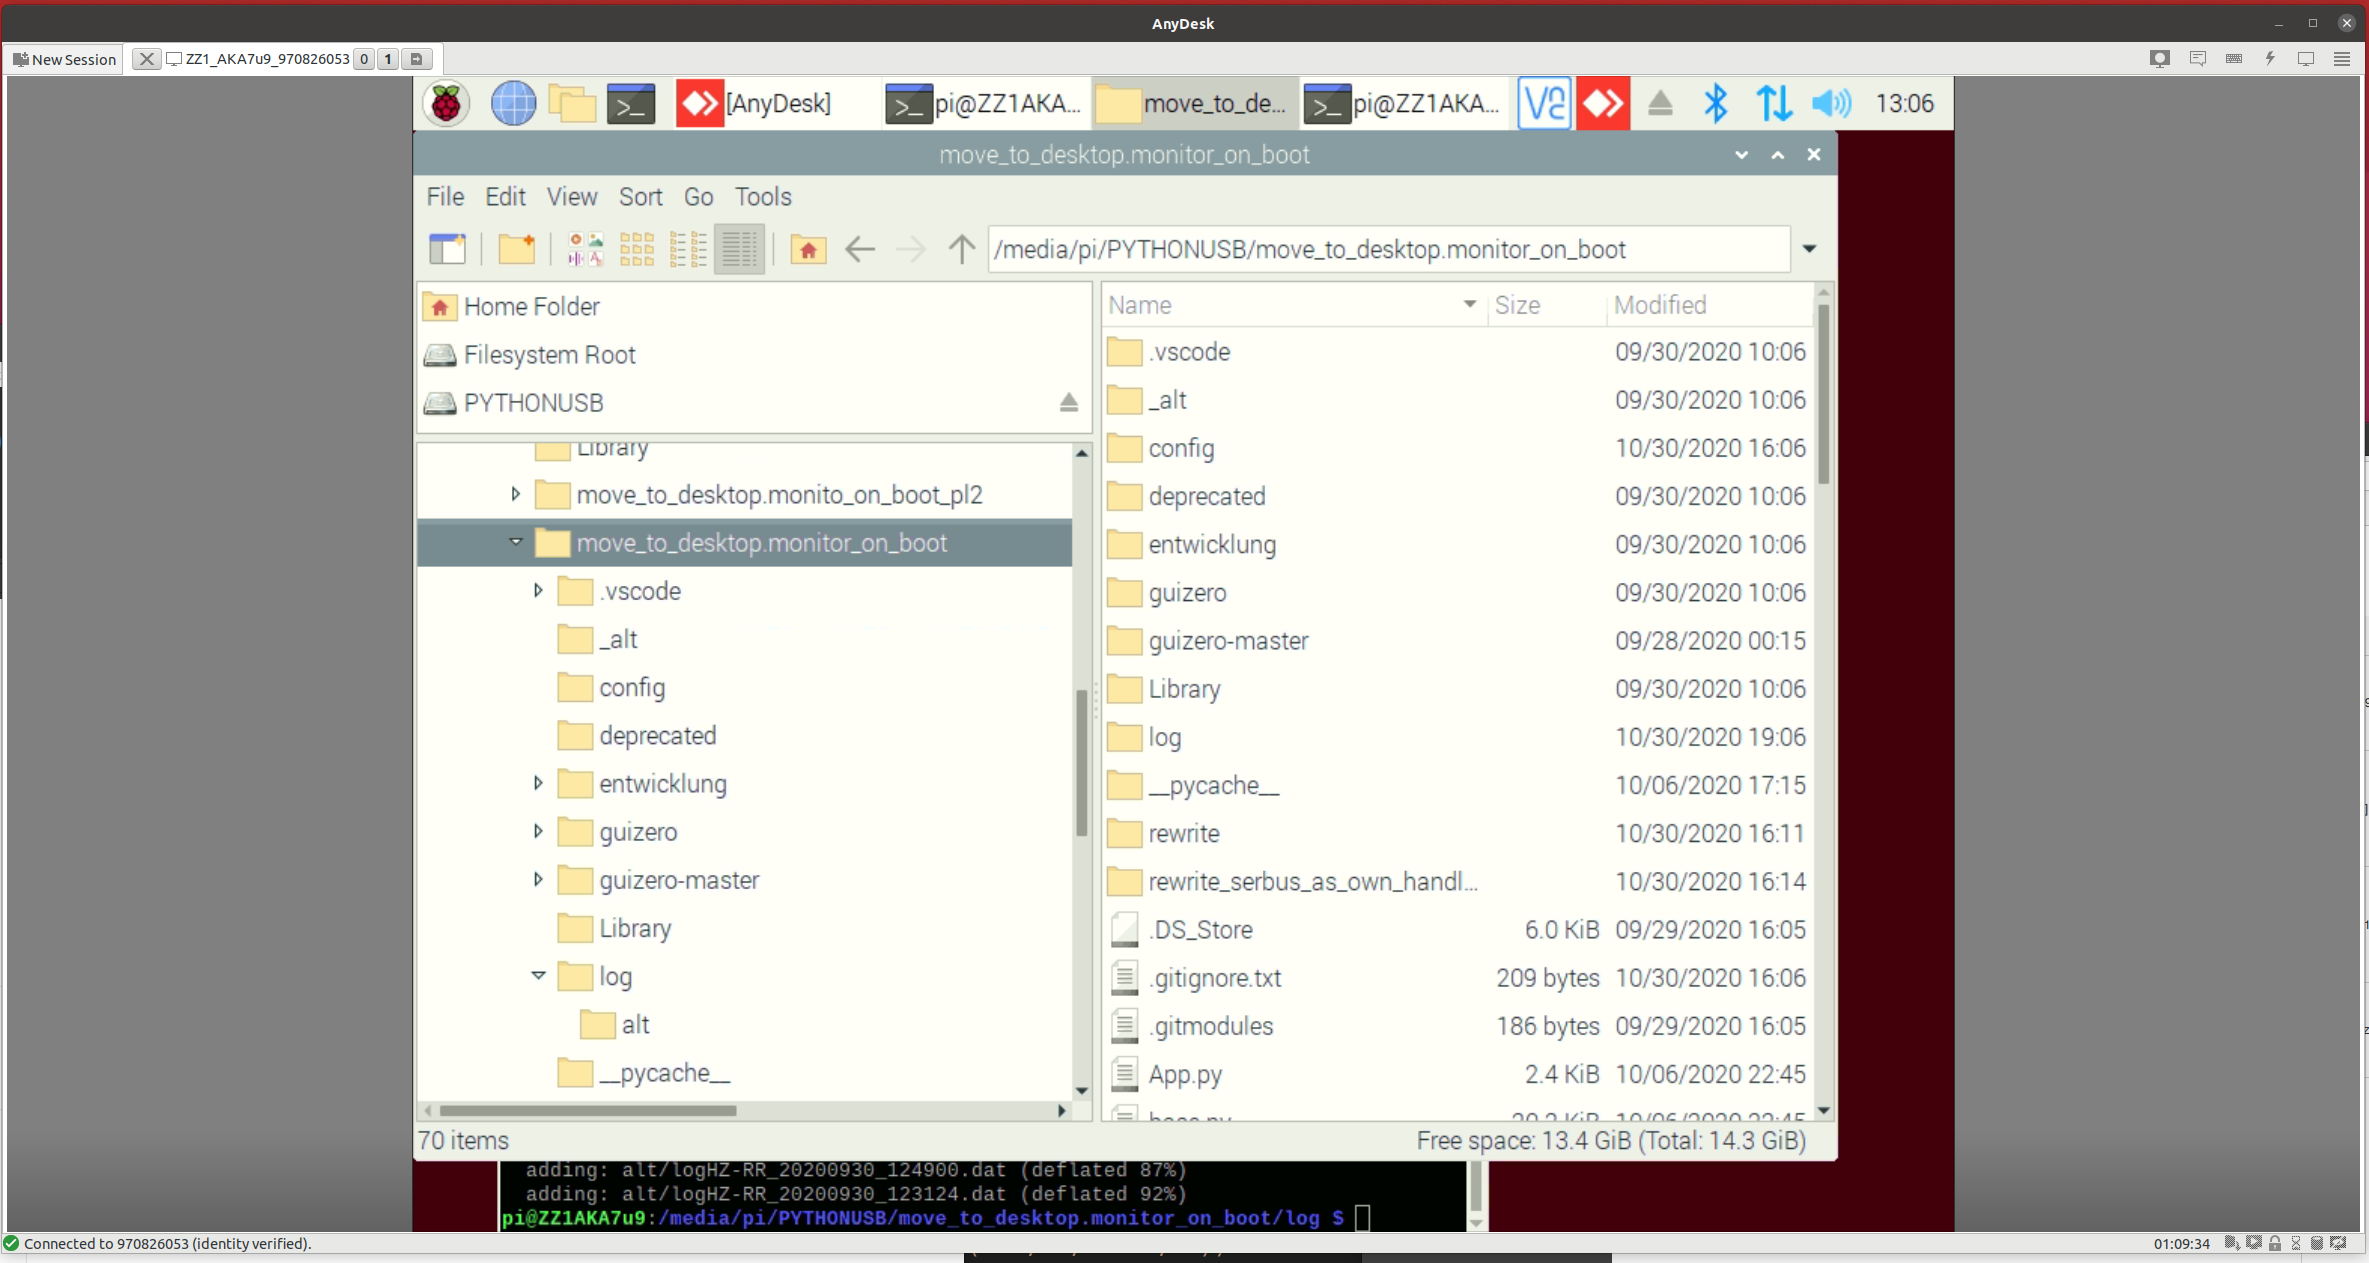 AnyDesk
New Session
ZZ1_AKA7u9_970826053
0
1
[AnyDesk]
pi@ZZ1AKA...
move_to_de...
pi@ZZ1AKA...
13:06
move_to_desktop.monitor_on_boot
File Edit View Sort Go Tools
/media/pi/PYTHONUSB/move_to_desktop.monitor_on_boot
Home Folder
Filesystem Root
PYTHONUSB
Library
move_to_desktop.monito_on_boot_pl2
move_to_desktop.monitor_on_boot
.vscode
_alt
config
deprecated
entwicklung
guizero
guizero-master
Library
log
alt
__pycache__
Name Size Modified
.vscode 09/30/2020 10:06
_alt 09/30/2020 10:06
config 10/30/2020 16:06
deprecated 09/30/2020 10:06
entwicklung 09/30/2020 10:06
guizero 09/30/2020 10:06
guizero-master 09/28/2020 00:15
Library 09/30/2020 10:06
log 10/30/2020 19:06
__pycache__ 10/06/2020 17:15
rewrite 10/30/2020 16:11
rewrite_serbus_as_own_handl... 10/30/2020 16:14
.DS_Store 6.0 KiB 09/29/2020 16:05
.gitignore.txt 209 bytes 10/30/2020 16:06
.gitmodules 186 bytes 09/29/2020 16:05
App.py 2.4 KiB 10/06/2020 22:45
70 items
Free space: 13.4 GiB (Total: 14.3 GiB)
adding: alt/logHZ-RR_20200930_124900.dat (deflated 87%)
adding: alt/logHZ-RR_20200930_123124.dat (deflated 92%)
pi@ZZ1AKA7u9:/media/pi/PYTHONUSB/move_to_desktop.monitor_on_boot/log $
Connected to 970826053 (identity verified).
01:09:34